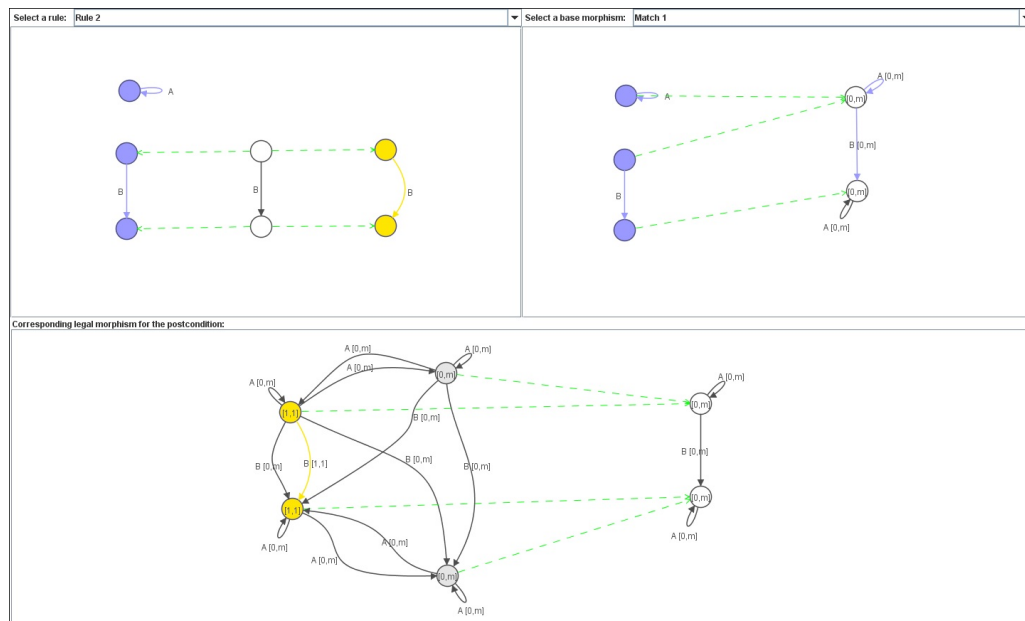 Select a rule: Rule 2
Select a base morphism: Match 1
A
B
B
B
A
B
A [0,m]
[0,m]
B [0,m]
[0,m]
A [0,m]
Corresponding legal morphism for the postcondition:
A [0,m]
A [0,m]
A [0,m]
[0,m]
A [0,m]
[1,1]
B [0,m]
B [0,m]
B [1,1]
B [0,m]
B [0,m]
[1,1]
A [0,m]
A [0,m]
A [0,m]
[0,m]
A [0,m]
A [0,m]
[0,m]
B [0,m]
[0,m]
A [0,m]